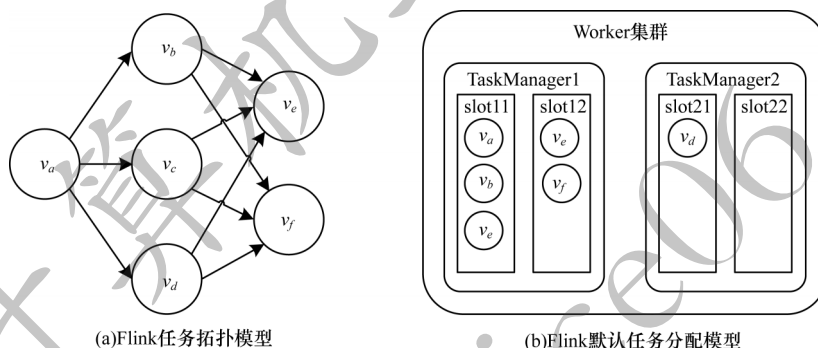 v_b
v_e
v_a
v_c
v_f
v_d
(a)Flink任务拓扑模型
Worker集群
TaskManager1
TaskManager2
slot11 slot12
slot21 slot22
v_a v_e
v_d
v_b v_f
v_e
(b)Flink默认任务分配模型
算机